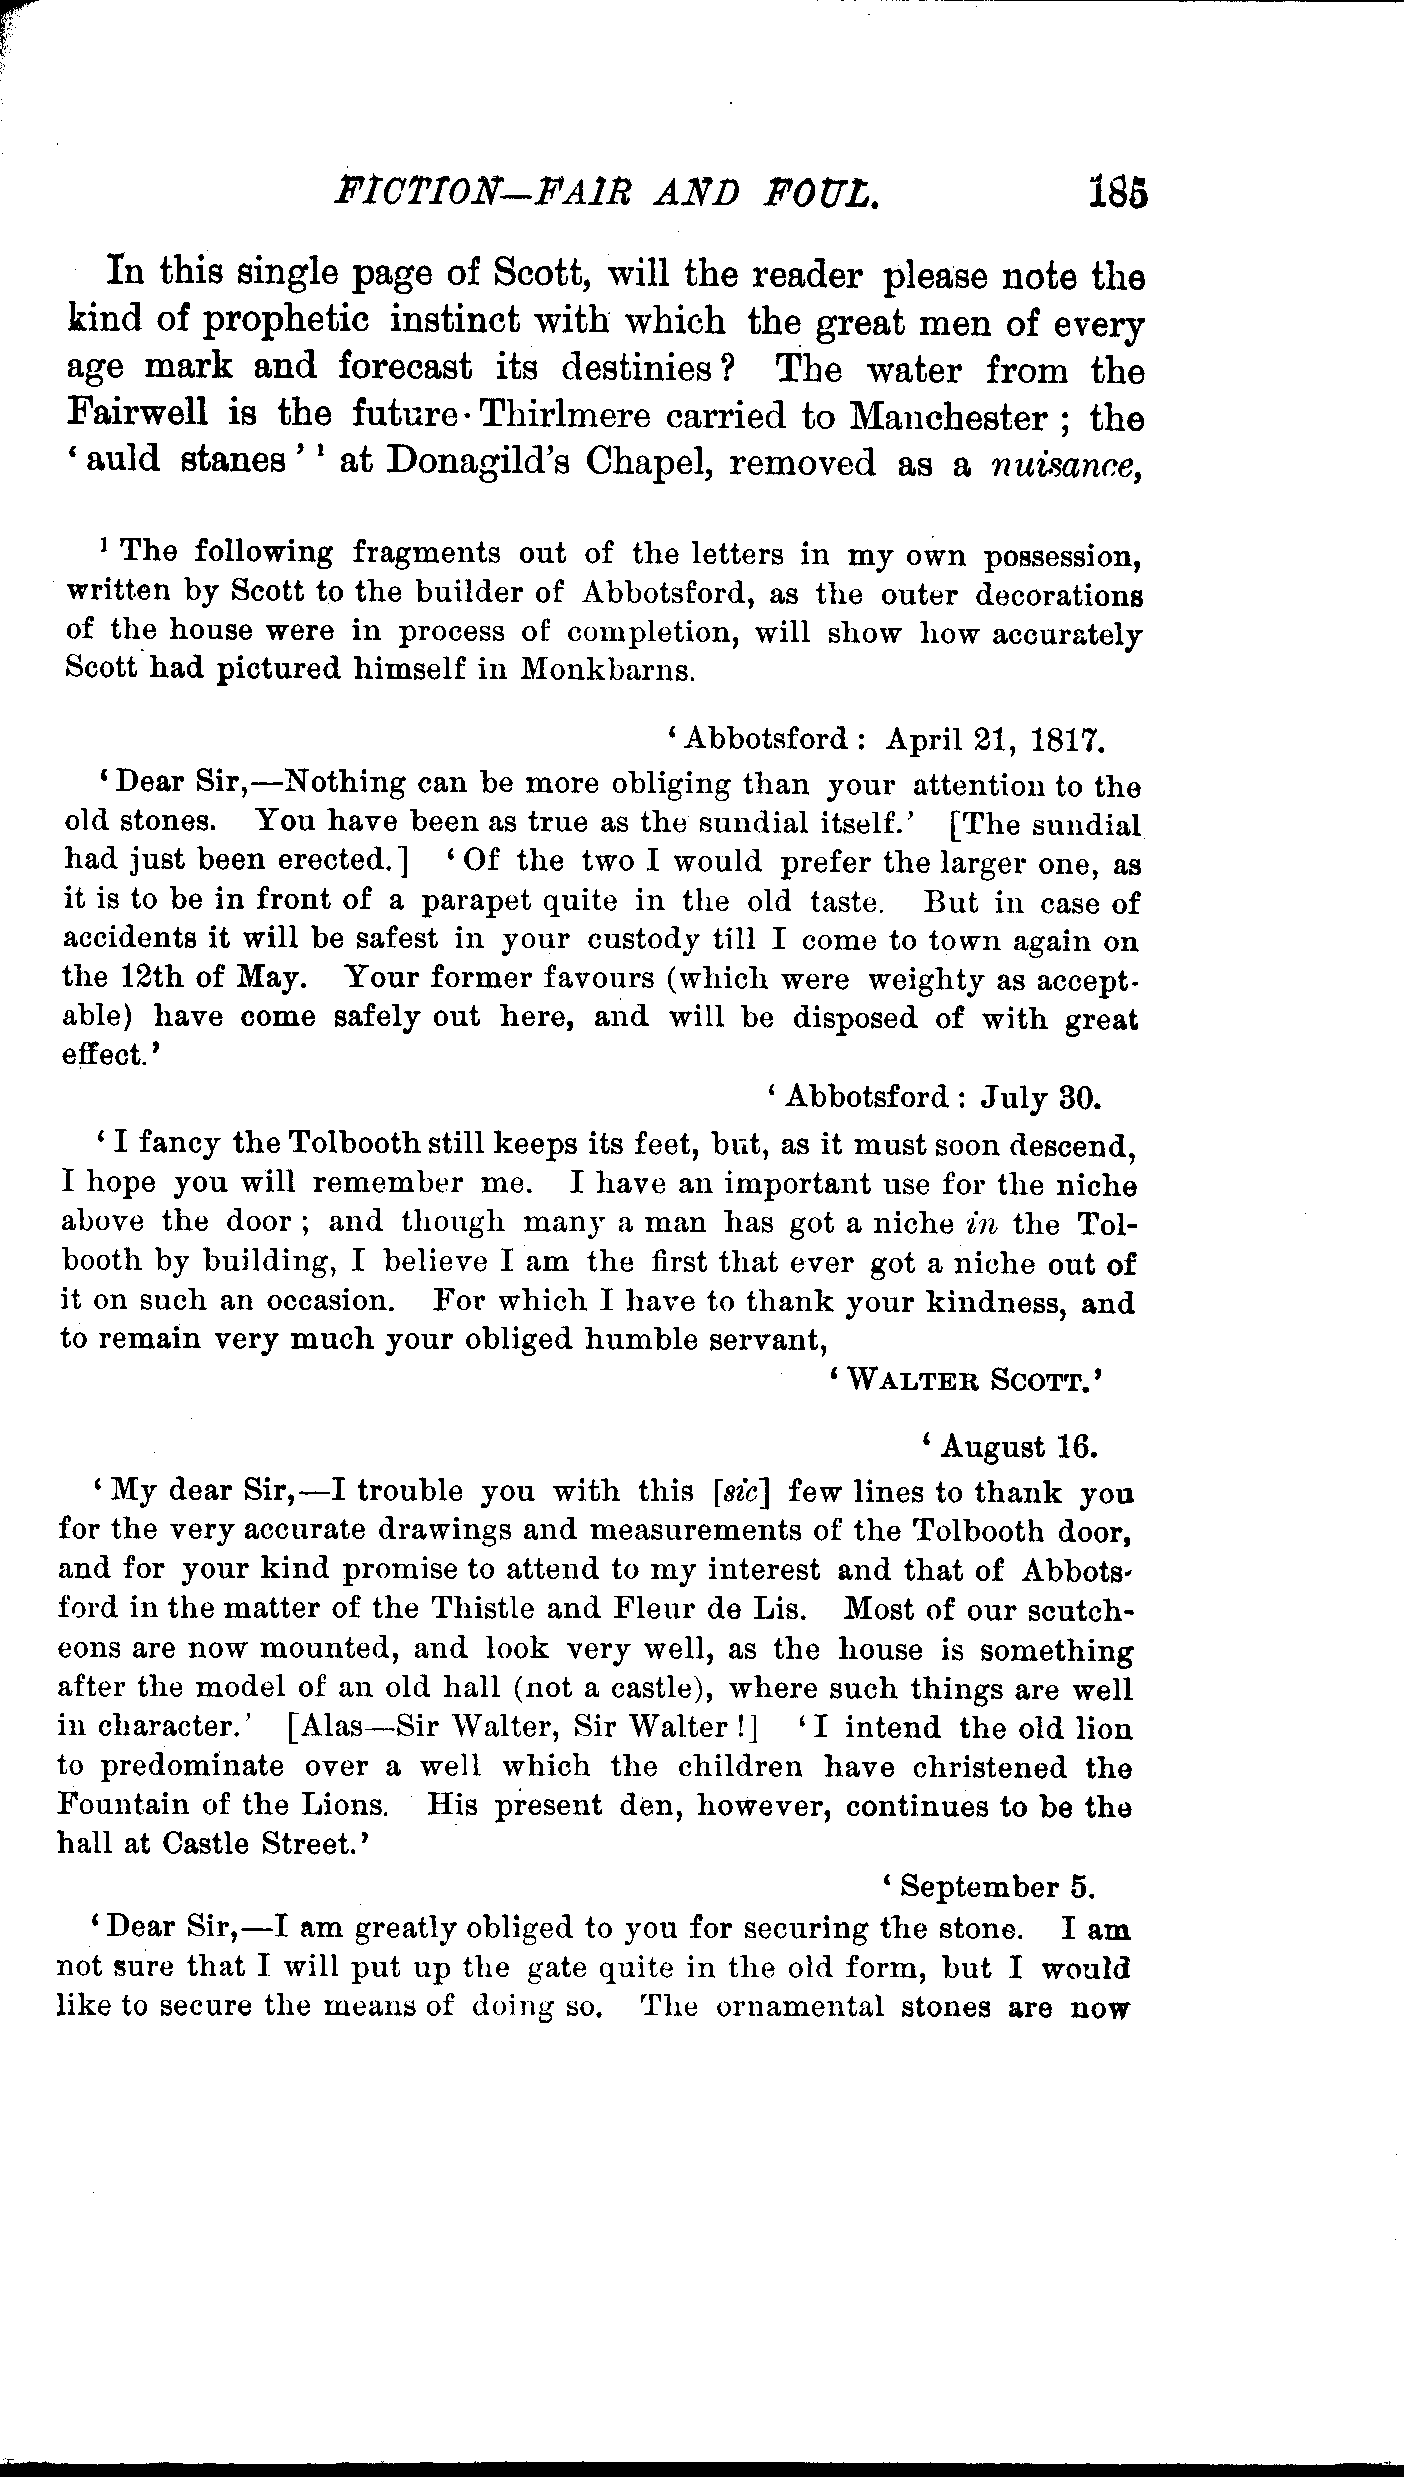 FICTION—FAIR AND FOUL. 185
In this single page of Scott, will the reader please note the
kind of prophetic instinct with which the great men of every
age mark and forecast its destinies? The water from the
Fairwell is the future Thirlmere carried to Manchester; the
‘auld stanes’¹ at Donagild's Chapel, removed as a nuisance,
¹ The following fragments out of the letters in my own possession,
written by Scott to the builder of Abbotsford, as the outer decorations
of the house were in process of completion, will show how accurately
Scott had pictured himself in Monkbarns.
‘Abbotsford: April 21, 1817.
‘Dear Sir,—Nothing can be more obliging than your attention to the
old stones. You have been as true as the sundial itself.’ [The sundial
had just been erected.] ‘Of the two I would prefer the larger one, as
it is to be in front of a parapet quite in the old taste. But in case of
accidents it will be safest in your custody till I come to town again on
the 12th of May. Your former favours (which were weighty as accept-
able) have come safely out here, and will be disposed of with great
effect.’
‘Abbotsford: July 30.
‘I fancy the Tolbooth still keeps its feet, but, as it must soon descend,
I hope you will remember me. I have an important use for the niche
above the door; and though many a man has got a niche in the Tol-
booth by building, I believe I am the first that ever got a niche out of
it on such an occasion. For which I have to thank your kindness, and
to remain very much your obliged humble servant,
‘WALTER SCOTT.’
‘August 16.
‘My dear Sir,—I trouble you with this [sic] few lines to thank you
for the very accurate drawings and measurements of the Tolbooth door,
and for your kind promise to attend to my interest and that of Abbots-
ford in the matter of the Thistle and Fleur de Lis. Most of our scutch-
eons are now mounted, and look very well, as the house is something
after the model of an old hall (not a castle), where such things are well
in character.’ [Alas—Sir Walter, Sir Walter!] ‘I intend the old lion
to predominate over a well which the children have christened the
Fountain of the Lions. His present den, however, continues to be the
hall at Castle Street.’
‘September 5.
‘Dear Sir,—I am greatly obliged to you for securing the stone. I am
not sure that I will put up the gate quite in the old form, but I would
like to secure the means of doing so. The ornamental stones are now